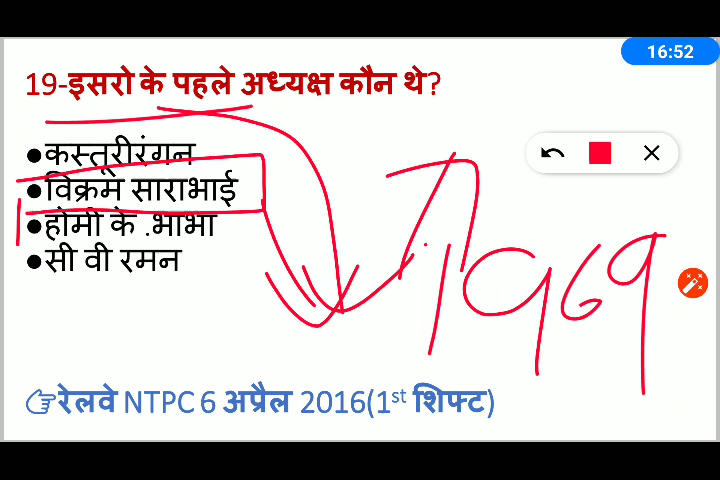 16:52
19-इसरो के पहले अध्यक्ष कौन थे?
●कस्तूरीरंगन
●विक्रम साराभाई
●होमी के .भाभा
●सी वी रमन
1969
👉रेलवे NTPC 6 अप्रैल 2016(1st शिफ्ट)